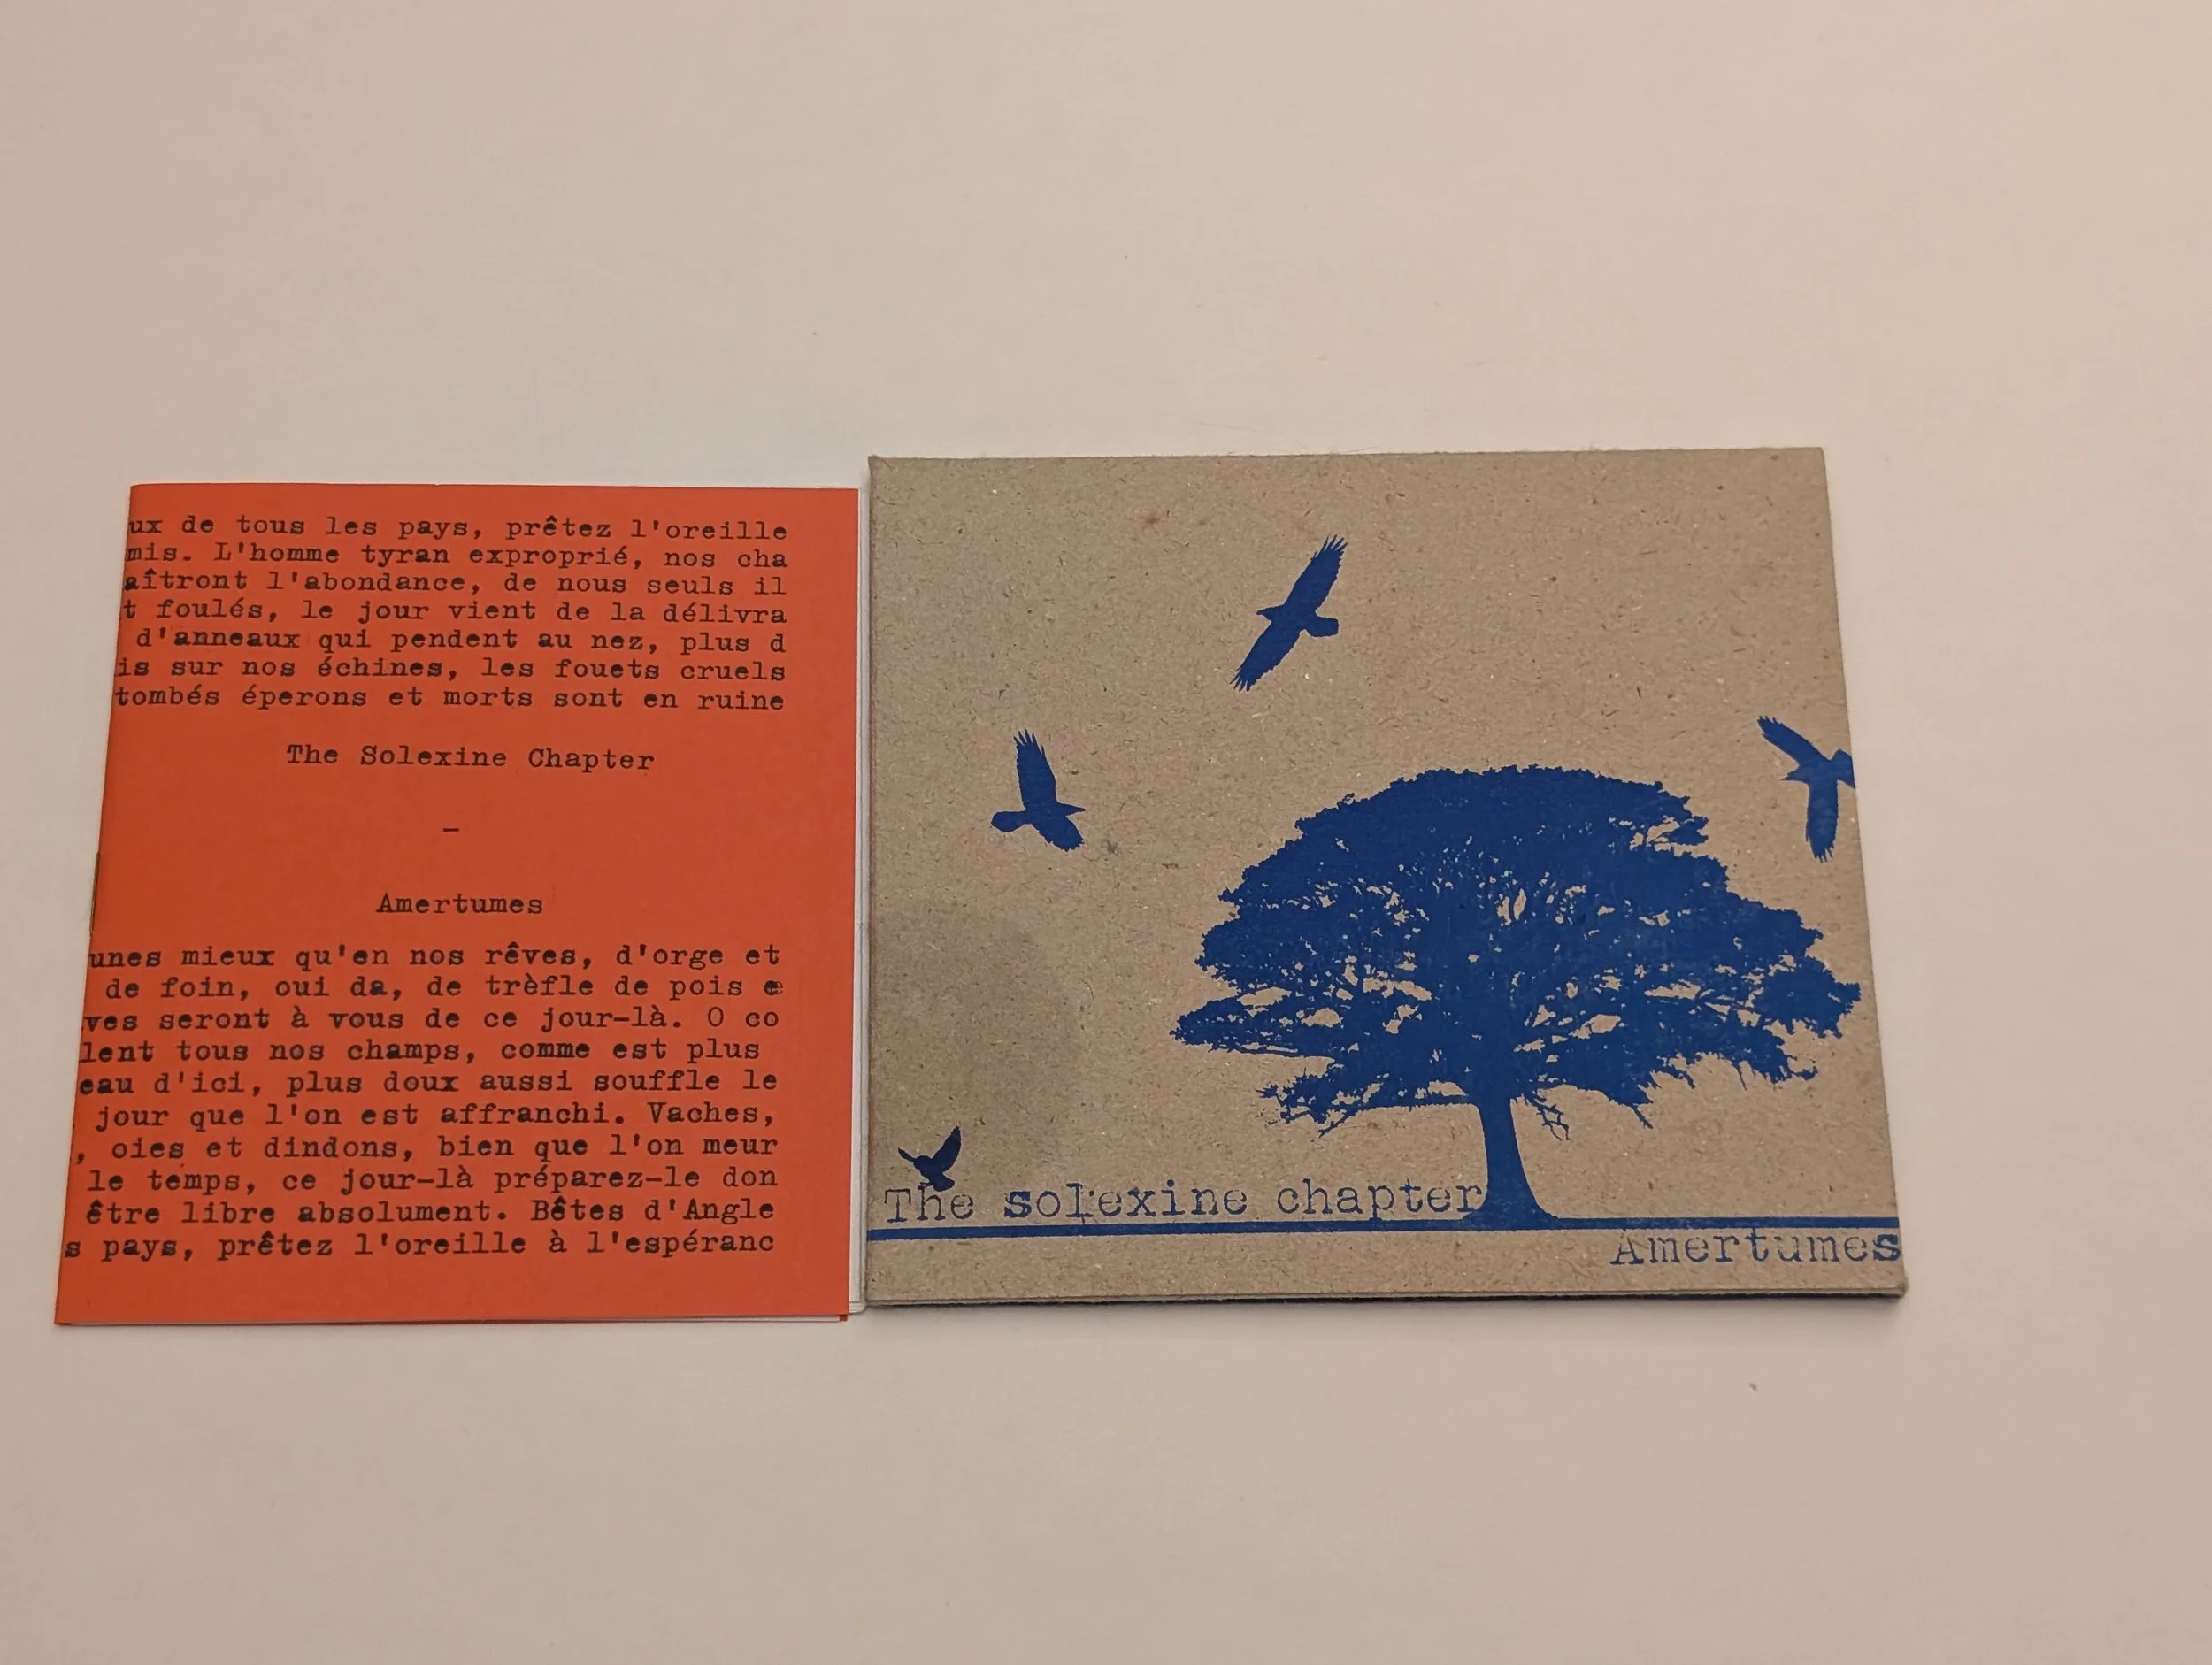 ux de tous les pays, prêtez l'oreille
mis. L'homme tyran exproprié, nos cha
aîtront l'abondance, de nous seuls il
t foulés, le jour vient de la délivra
d'anneaux qui pendent au nez, plus d
is sur nos échines, les fouets cruels
tombés éperons et morts sont en ruine
The Solexine Chapter
-
Amertumes
unes mieux qu'en nos rêves, d'orge et
de foin, oui da, de trèfle de pois e
ves seront à vous de ce jour-là. O co
lent tous nos champs, comme est plus
eau d'ici, plus doux aussi souffle le
jour que l'on est affranchi. Vaches,
, oies et dindons, bien que l'on meur
le temps, ce jour-là préparez-le don
être libre absolument. Bêtes d'Angle
s pays, prêtez l'oreille à l'espéranc
The solexine chapter
Amertumes